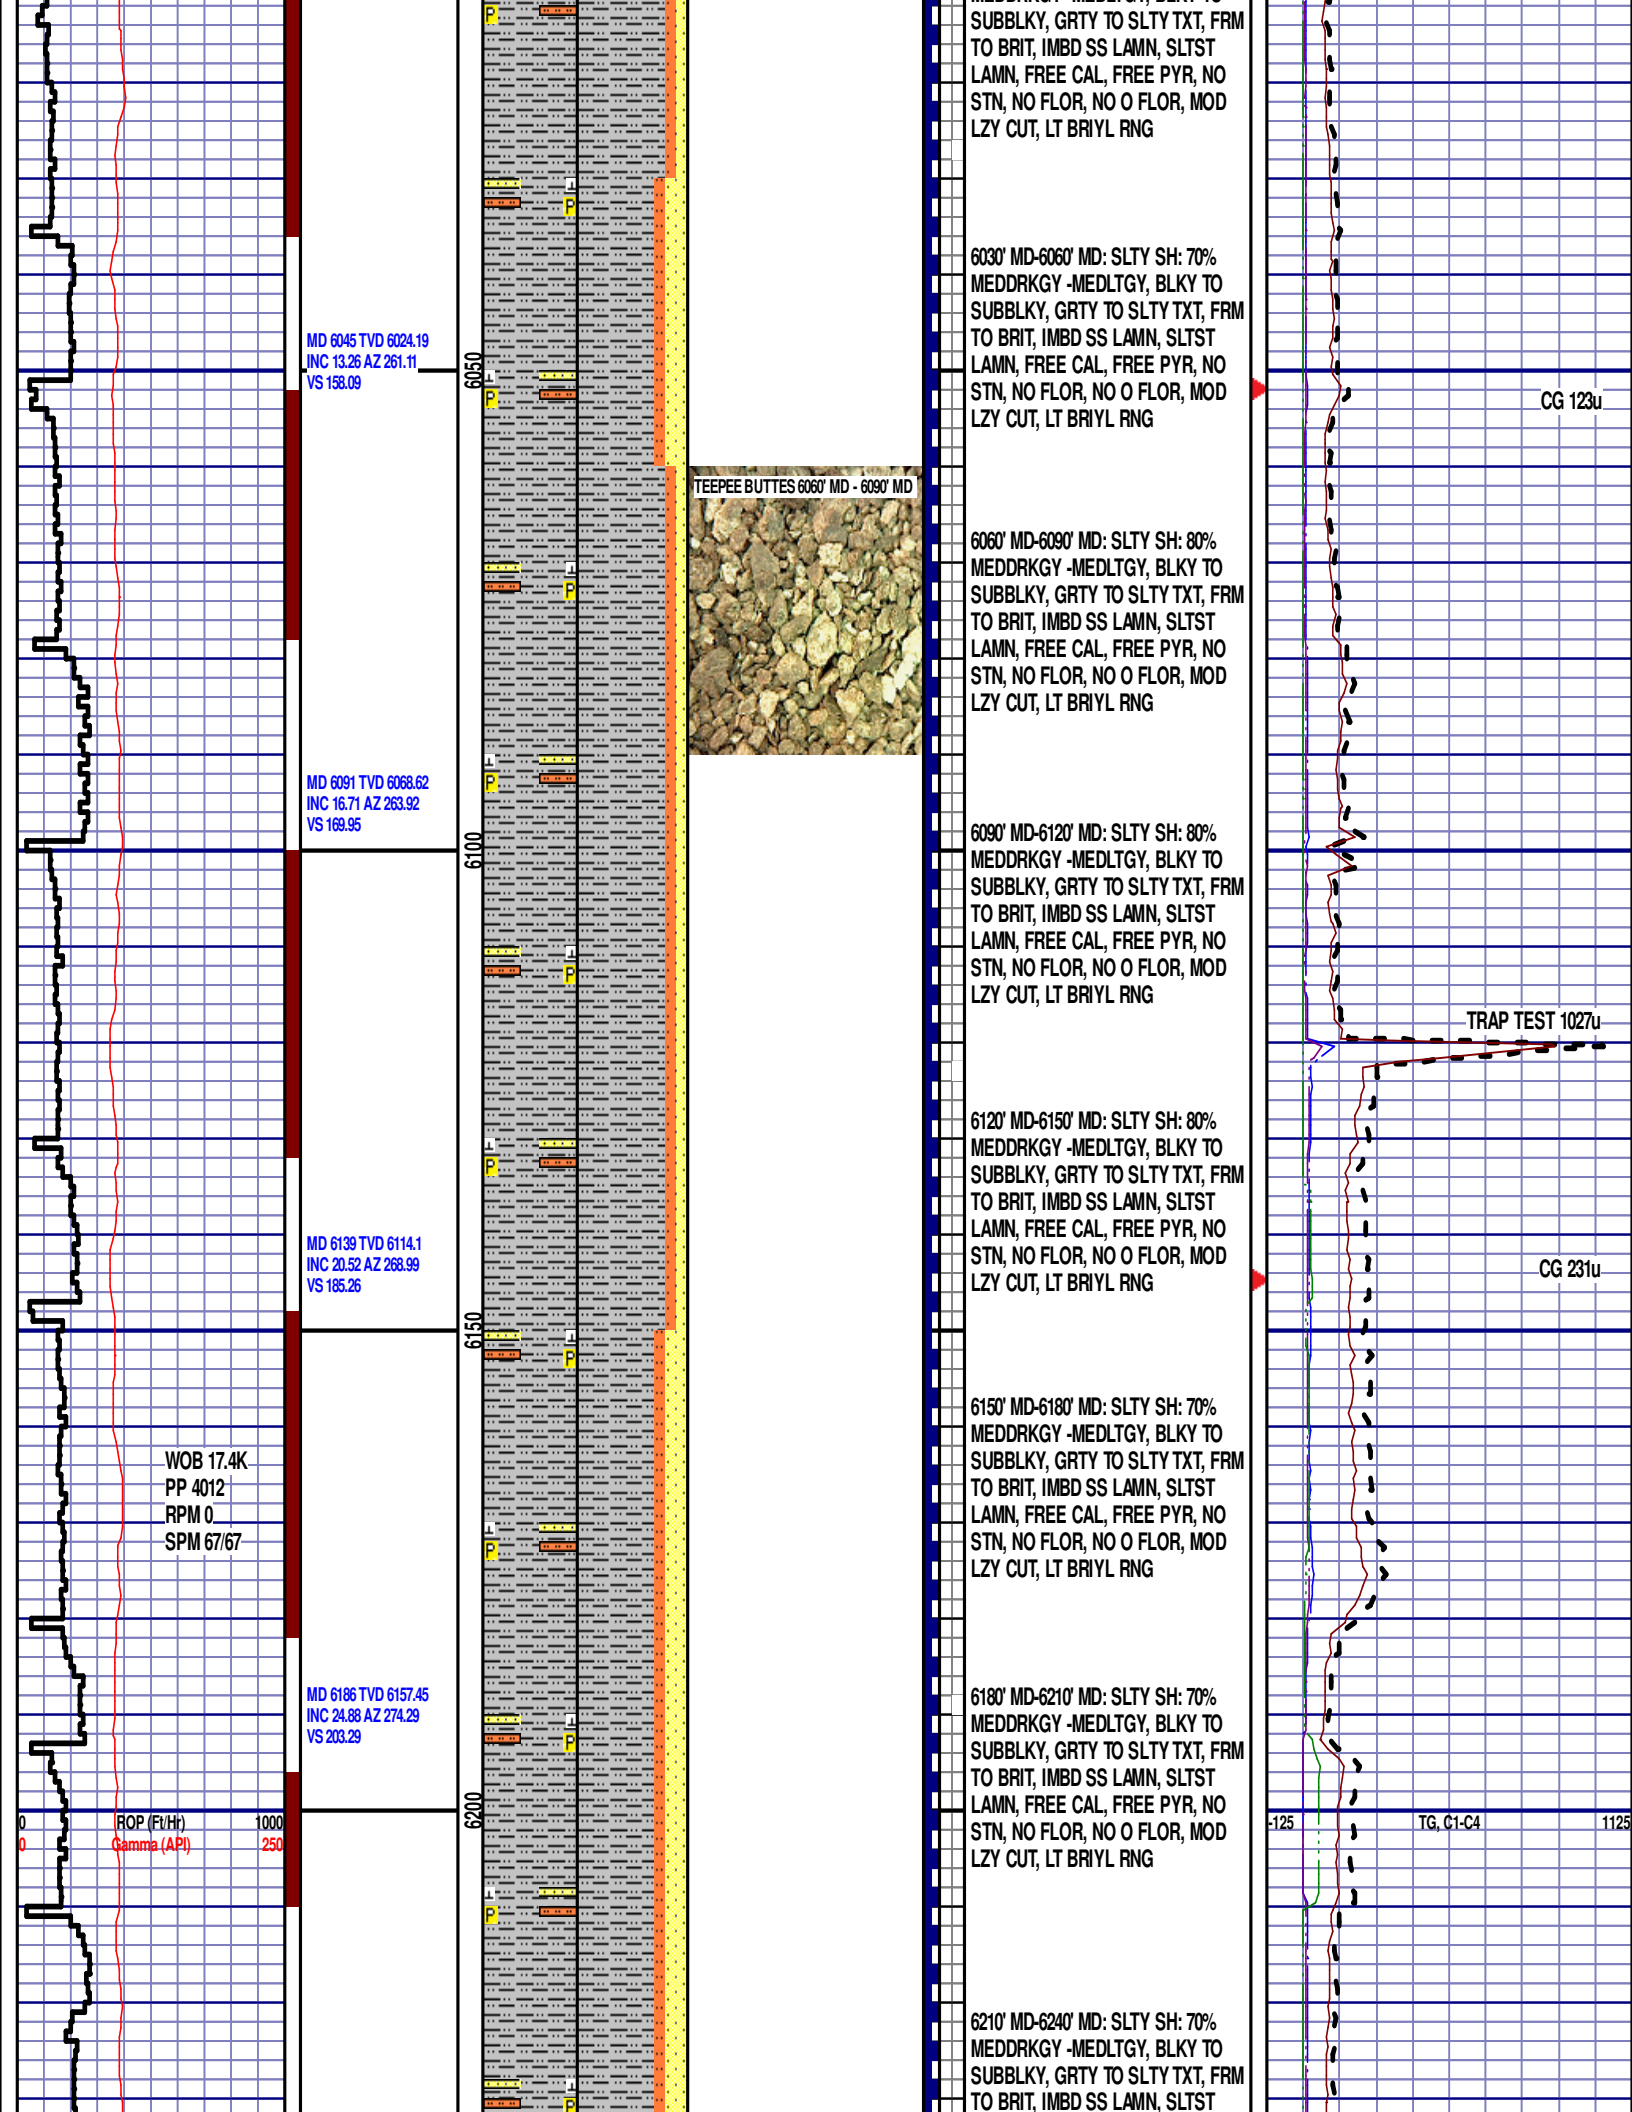 SUBBLKY, GRTY TO SLTY TXT, FRM
TO BRIT, IMBD SS LAMN, SLTST
LAMN, FREE CAL, FREE PYR, NO
STN, NO FLOR, NO O FLOR, MOD
LZY CUT, LT BRIYL RNG
6030' MD-6060' MD: SLTY SH: 70%
MEDDRKGY -MEDLTGY, BLKY TO
SUBBLKY, GRTY TO SLTY TXT, FRM
TO BRIT, IMBD SS LAMN, SLTST
LAMN, FREE CAL, FREE PYR, NO
STN, NO FLOR, NO O FLOR, MOD
LZY CUT, LT BRIYL RNG
MD 6045 TVD 6024.19
INC 13.26 AZ 261.11
VS 158.09
6050
CG 123u
TEEPEE BUTTES 6060' MD - 6090' MD
6060' MD-6090' MD: SLTY SH: 80%
MEDDRKGY -MEDLTGY, BLKY TO
SUBBLKY, GRTY TO SLTY TXT, FRM
TO BRIT, IMBD SS LAMN, SLTST
LAMN, FREE CAL, FREE PYR, NO
STN, NO FLOR, NO O FLOR, MOD
LZY CUT, LT BRIYL RNG
MD 6091 TVD 6068.62
INC 16.71 AZ 263.92
VS 169.95
6100
6090' MD-6120' MD: SLTY SH: 80%
MEDDRKGY -MEDLTGY, BLKY TO
SUBBLKY, GRTY TO SLTY TXT, FRM
TO BRIT, IMBD SS LAMN, SLTST
LAMN, FREE CAL, FREE PYR, NO
STN, NO FLOR, NO O FLOR, MOD
LZY CUT, LT BRIYL RNG
TRAP TEST 1027u
6120' MD-6150' MD: SLTY SH: 80%
MEDDRKGY -MEDLTGY, BLKY TO
SUBBLKY, GRTY TO SLTY TXT, FRM
TO BRIT, IMBD SS LAMN, SLTST
LAMN, FREE CAL, FREE PYR, NO
STN, NO FLOR, NO O FLOR, MOD
LZY CUT, LT BRIYL RNG
MD 6139 TVD 6114.1
INC 20.52 AZ 268.99
VS 185.26
CG 231u
6150
6150' MD-6180' MD: SLTY SH: 70%
MEDDRKGY -MEDLTGY, BLKY TO
SUBBLKY, GRTY TO SLTY TXT, FRM
TO BRIT, IMBD SS LAMN, SLTST
LAMN, FREE CAL, FREE PYR, NO
STN, NO FLOR, NO O FLOR, MOD
LZY CUT, LT BRIYL RNG
WOB 17.4K
PP 4012
RPM 0
SPM 67/67
MD 6186 TVD 6157.45
INC 24.88 AZ 274.29
VS 203.29
6180' MD-6210' MD: SLTY SH: 70%
MEDDRKGY -MEDLTGY, BLKY TO
SUBBLKY, GRTY TO SLTY TXT, FRM
TO BRIT, IMBD SS LAMN, SLTST
LAMN, FREE CAL, FREE PYR, NO
STN, NO FLOR, NO O FLOR, MOD
LZY CUT, LT BRIYL RNG
6200
0 ROP (Ft/Hr) 1000
0 Gamma (API) 250
-125 TG, C1-C4 1125
6210' MD-6240' MD: SLTY SH: 70%
MEDDRKGY -MEDLTGY, BLKY TO
SUBBLKY, GRTY TO SLTY TXT, FRM
TO BRIT, IMBD SS LAMN, SLTST